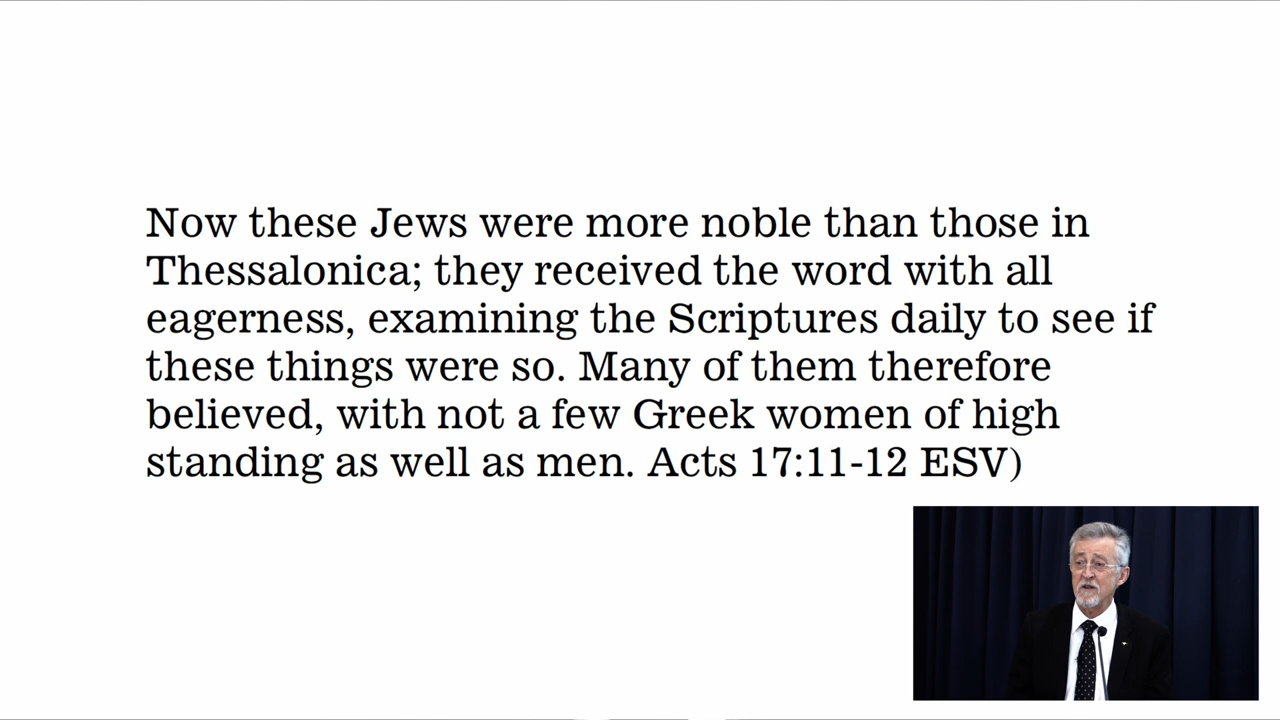 Now these Jews were more noble than those in
Thessalonica; they received the word with all
eagerness, examining the Scriptures daily to see if
these things were so. Many of them therefore
believed, with not a few Greek women of high
standing as well as men. Acts 17:11-12 ESV)